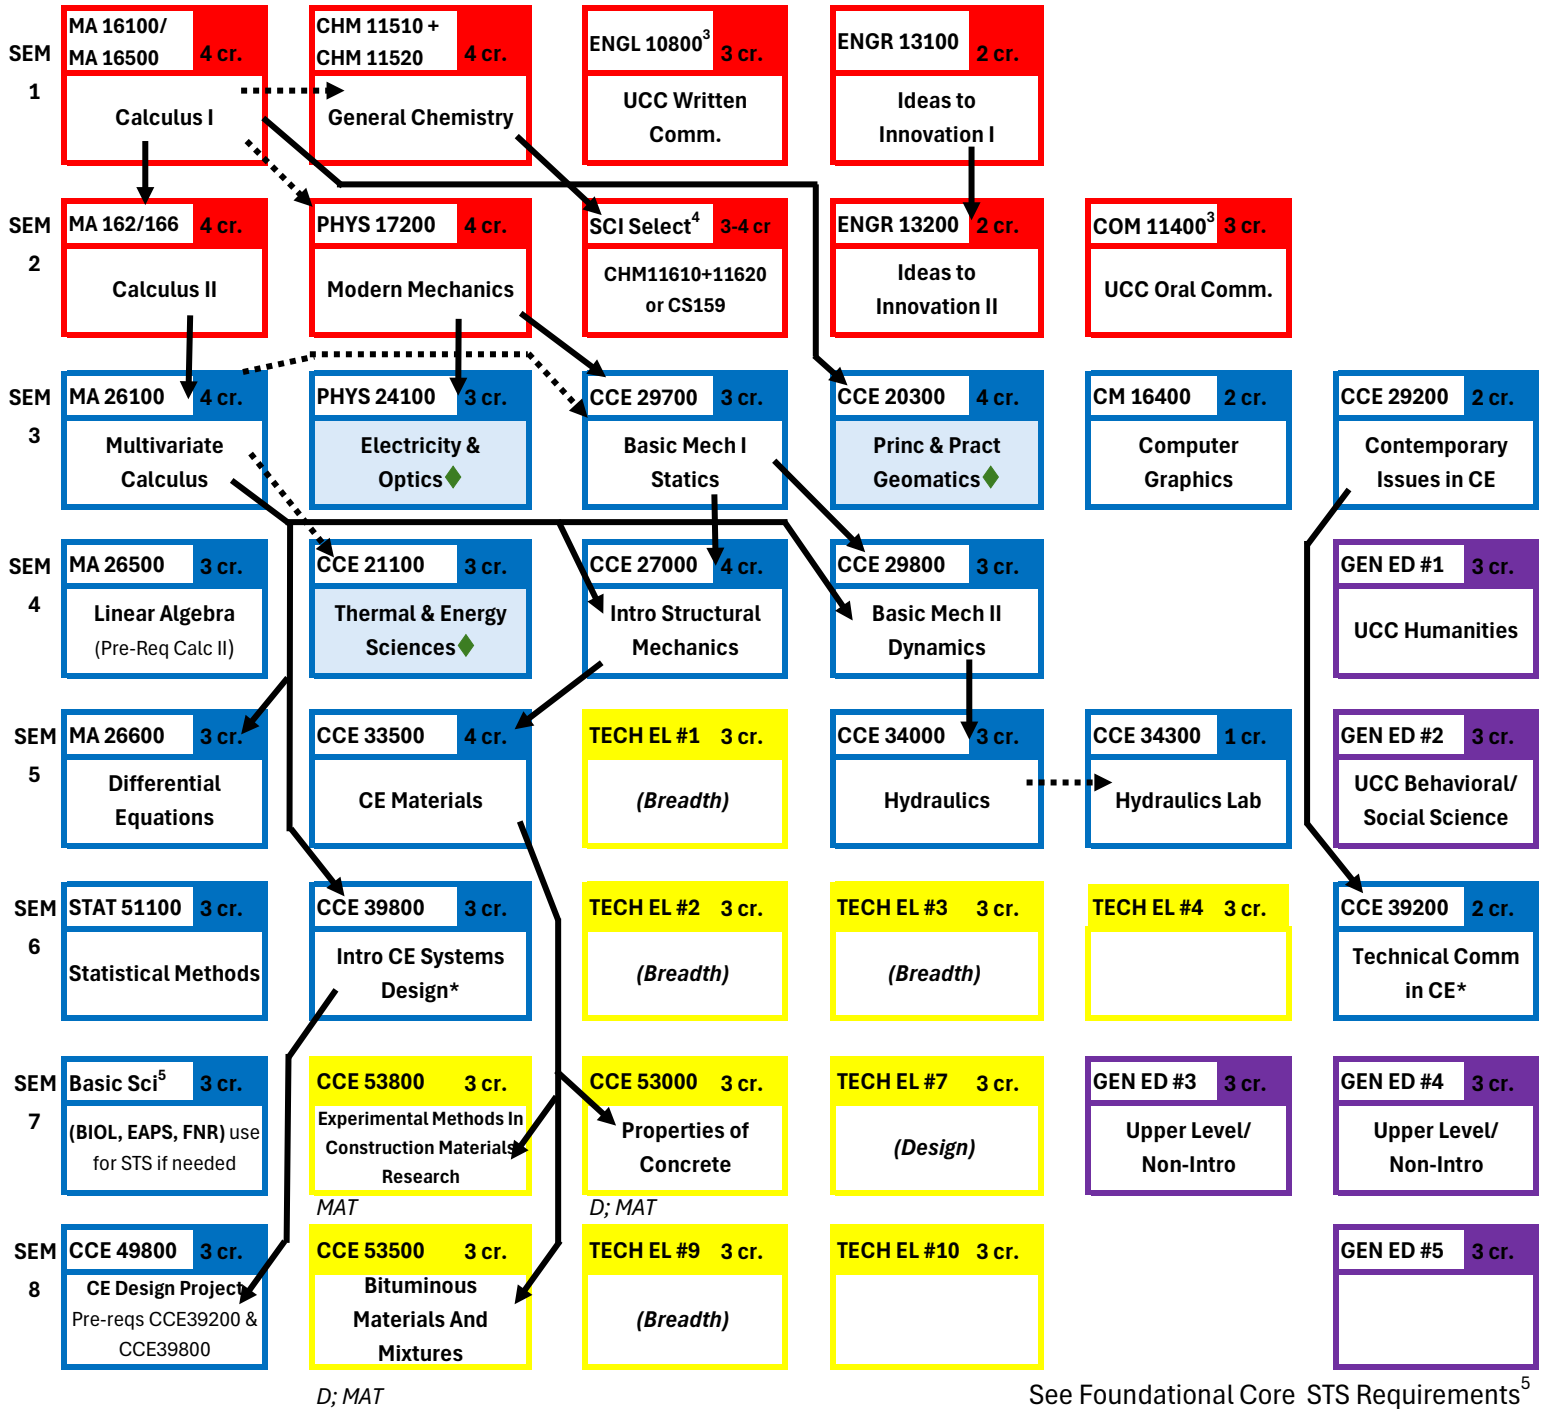 SEM
1
MA 16100/
MA 16500
4 cr.
Calculus I
CHM 11510 +
CHM 11520
4 cr.
General Chemistry
ENGL 10800³
3 cr.
UCC Written
Comm.
ENGR 13100
2 cr.
Ideas to
Innovation I
SEM
2
MA 162/166
4 cr.
Calculus II
PHYS 17200
4 cr.
Modern Mechanics
SCI Select⁴
3-4 cr
CHM11610+11620
or CS159
ENGR 13200
2 cr.
Ideas to
Innovation II
COM 11400³
3 cr.
UCC Oral Comm.
SEM
3
MA 26100
4 cr.
Multivariate
Calculus
PHYS 24100
3 cr.
Electricity &
Optics♦
CCE 29700
3 cr.
Basic Mech I
Statics
CCE 20300
4 cr.
Princ & Pract
Geomatics♦
CM 16400
2 cr.
Computer
Graphics
CCE 29200
2 cr.
Contemporary
Issues in CE
SEM
4
MA 26500
3 cr.
Linear Algebra
(Pre-Req Calc II)
CCE 21100
3 cr.
Thermal & Energy
Sciences♦
CCE 27000
4 cr.
Intro Structural
Mechanics
CCE 29800
3 cr.
Basic Mech II
Dynamics
GEN ED #1
3 cr.
UCC Humanities
SEM
5
MA 26600
3 cr.
Differential
Equations
CCE 33500
4 cr.
CE Materials
TECH EL #1
3 cr.
(Breadth)
CCE 34000
3 cr.
Hydraulics
CCE 34300
1 cr.
Hydraulics Lab
GEN ED #2
3 cr.
UCC Behavioral/
Social Science
SEM
6
STAT 51100
3 cr.
Statistical Methods
CCE 39800
3 cr.
Intro CE Systems
Design*
TECH EL #2
3 cr.
(Breadth)
TECH EL #3
3 cr.
(Breadth)
TECH EL #4
3 cr.
CCE 39200
2 cr.
Technical Comm
in CE*
SEM
7
Basic Sci⁵
3 cr.
(BIOL, EAPS, FNR) use
for STS if needed
CCE 53800
3 cr.
Experimental Methods In
Construction Materials
Research
MAT
CCE 53000
3 cr.
Properties of
Concrete
D; MAT
TECH EL #7
3 cr.
(Design)
GEN ED #3
3 cr.
Upper Level/
Non-Intro
GEN ED #4
3 cr.
Upper Level/
Non-Intro
SEM
8
CCE 49800
3 cr.
CE Design Project
Pre-reqs CCE39200 &
CCE39800
CCE 53500
3 cr.
Bituminous
Materials And
Mixtures
D; MAT
TECH EL #9
3 cr.
(Breadth)
TECH EL #10
3 cr.
GEN ED #5
3 cr.
See Foundational Core STS Requirements⁵